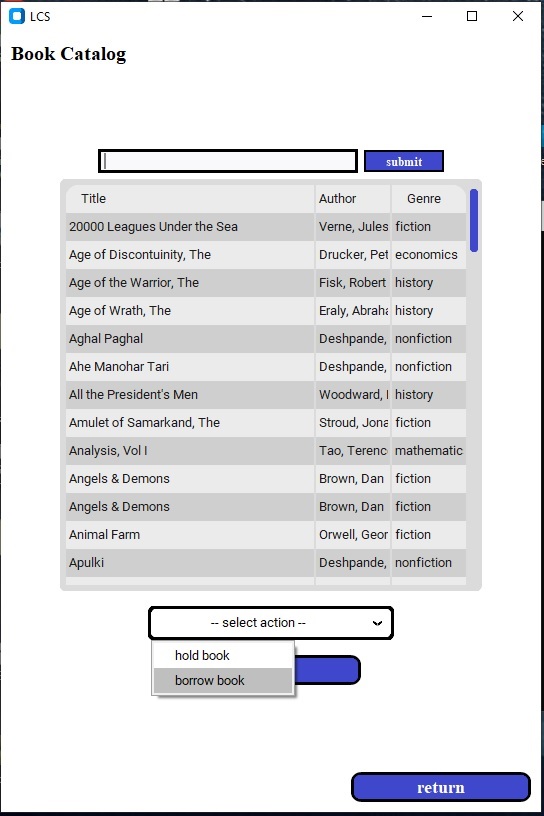 LCS
Book Catalog
submit
Title Author Genre
20000 Leagues Under the Sea Verne, Jules fiction
Age of Discontuinity, The Drucker, Pet economics
Age of the Warrior, The Fisk, Robert history
Age of Wrath, The Eraly, Abraha history
Aghal Paghal Deshpande, nonfiction
Ahe Manohar Tari Deshpande, nonfiction
All the President's Men Woodward, history
Amulet of Samarkand, The Stroud, Jona fiction
Analysis, Vol I Tao, Terenc mathematic
Angels & Demons Brown, Dan fiction
Angels & Demons Brown, Dan fiction
Animal Farm Orwell, Geor fiction
Apulki Deshpande, nonfiction
-- select action --
hold book
borrow book
return